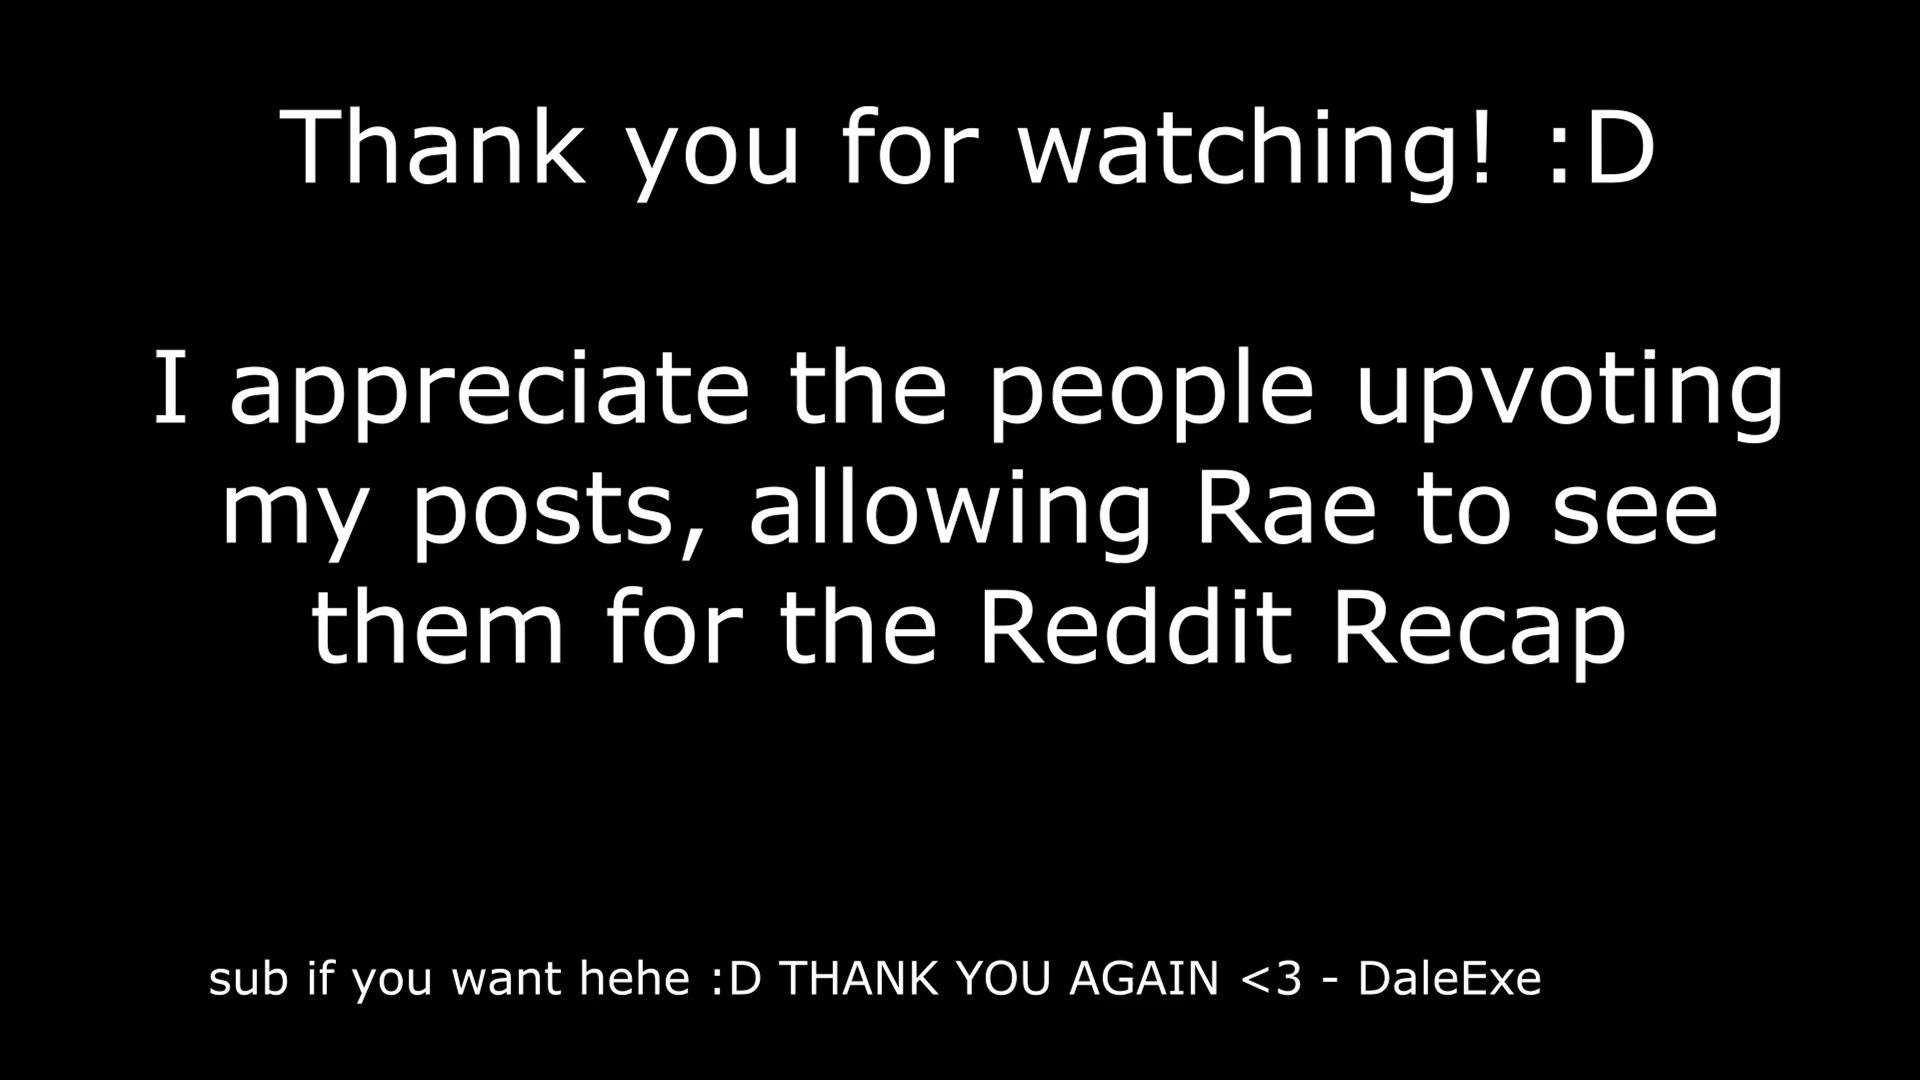 Thank you for watching! :D
I appreciate the people upvoting
my posts, allowing Rae to see
them for the Reddit Recap
sub if you want hehe :D THANK YOU AGAIN <3 - DaleExe